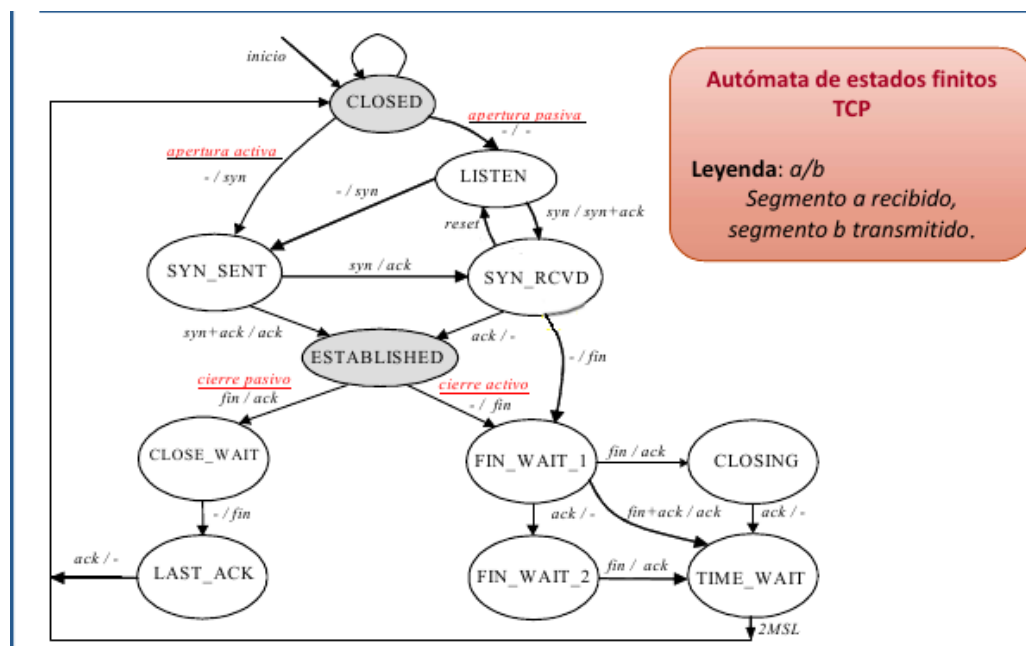 inicio
CLOSED
Autómata de estados finitos
TCP
Leyenda: a/b
Segmento a recibido,
segmento b transmitido.
apertura pasiva
- / -
apertura activa
- / syn
LISTEN
- / syn
syn / syn+ack
reset
SYN_SENT
syn / ack
SYN_RCVD
syn+ack / ack
ack / -
ESTABLISHED
- / fin
cierre pasivo
fin / ack
cierre activo
- / fin
CLOSE_WAIT
FIN_WAIT_1
fin / ack
CLOSING
- / fin
ack / -
fin+ack / ack
ack / -
ack / -
LAST_ACK
FIN_WAIT_2
fin / ack
TIME_WAIT
2MSL